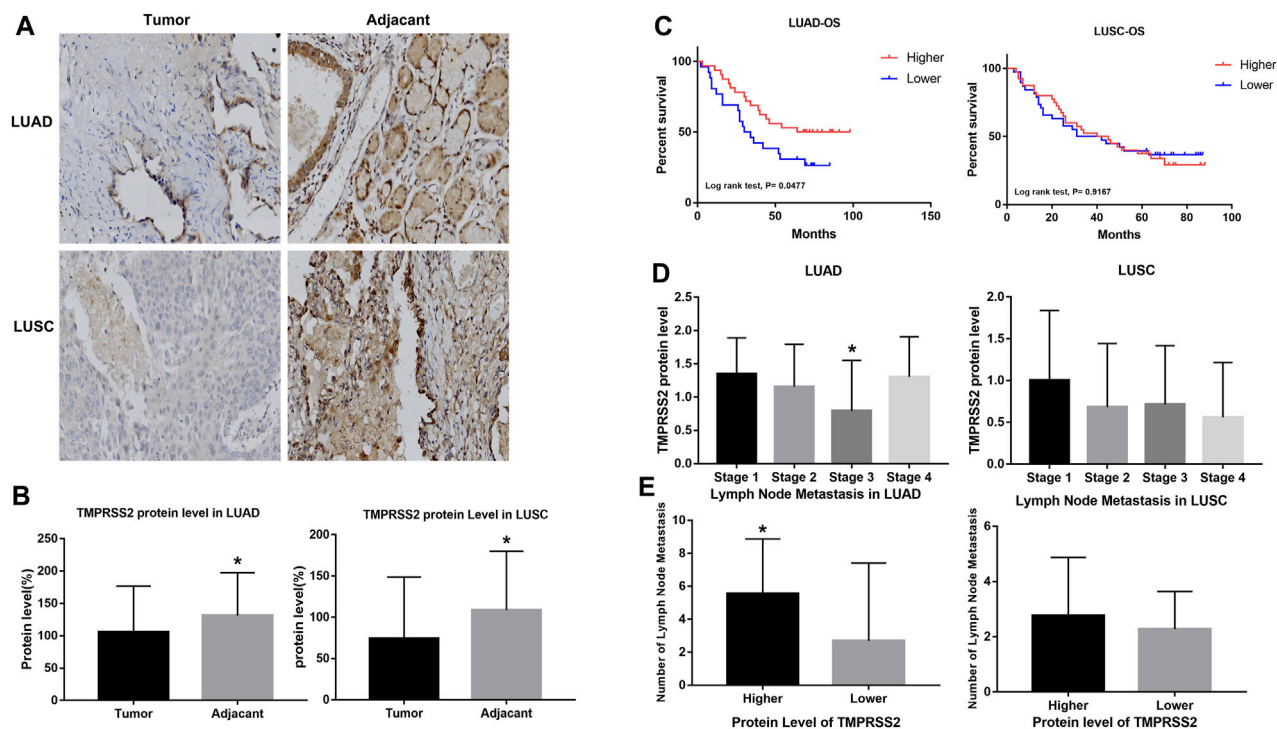 A
Tumor
Adjacant
LUAD
LUSC
B
TMPRSS2 protein level in LUAD
Protein level(%)
250
200
150
100
50
0
*
Tumor
Adjacant
TMPRSS2 protein Level in LUSC
protein level(%)
200
150
100
50
0
*
Tumor
Adjacant
C
LUAD-OS
Percent survival
100
50
0
Higher
Lower
Log rank test, P= 0.0477
0
50
100
150
Months
LUSC-OS
Percent survival
100
50
0
Higher
Lower
Log rank test, P= 0.9167
0
20
40
60
80
100
Months
D
LUAD
TMPRSS2 protein level
2.5
2.0
1.5
1.0
0.5
0.0
*
Stage 1
Stage 2
Stage 3
Stage 4
LUSC
TMPRSS2 protein level
2.0
1.5
1.0
0.5
0.0
Stage 1
Stage 2
Stage 3
Stage 4
E
Lymph Node Metastasis in LUAD
Number of Lymph Node Metastasis
10
8
6
4
2
0
*
Higher
Lower
Protein Level of TMPRSS2
Lymph Node Metastasis in LUSC
Number of Lymph Node Metastasis
6
4
2
0
Higher
Lower
Protein level of TMPRSS2